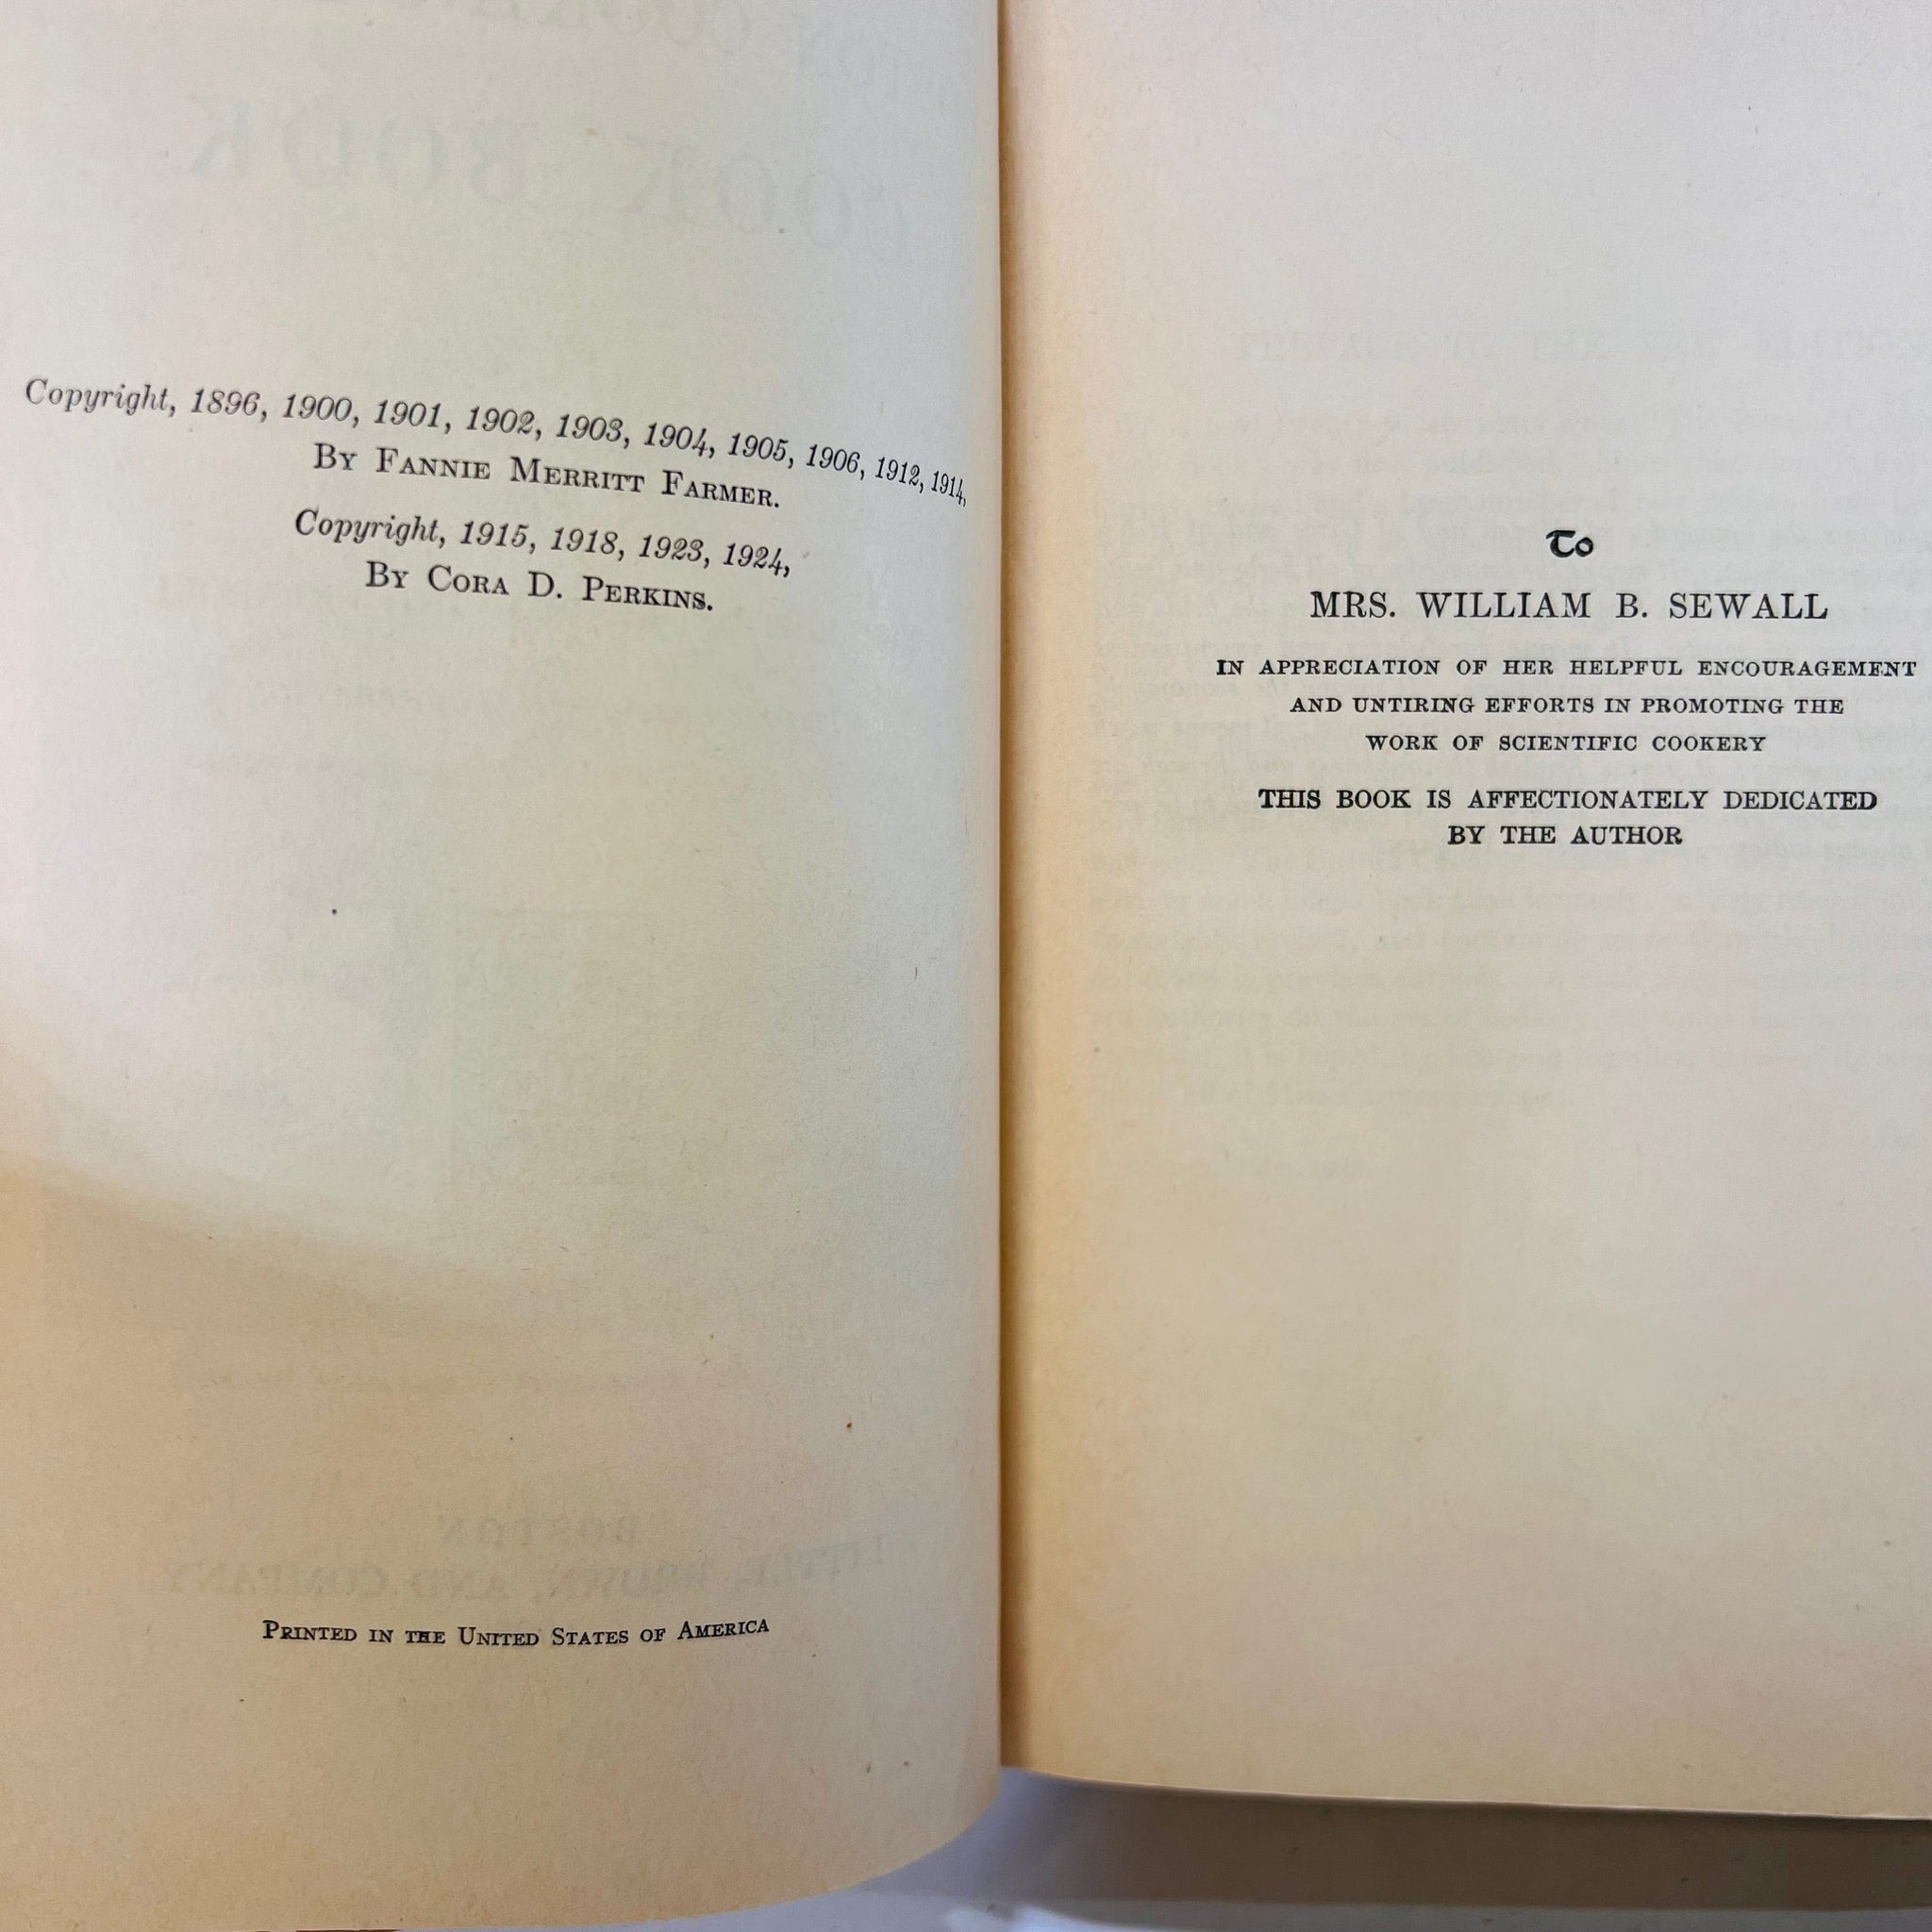 Copyright, 1896, 1900, 1901, 1902, 1903, 1904, 1905, 1906, 1912, 1914,
By Fannie Merritt Farmer.
Copyright, 1915, 1918, 1923, 1924,
By Cora D. Perkins.
Printed in the United States of America
To
MRS. WILLIAM B. SEWALL
IN APPRECIATION OF HER HELPFUL ENCOURAGEMENT
AND UNTIRING EFFORTS IN PROMOTING THE
WORK OF SCIENTIFIC COOKERY
THIS BOOK IS AFFECTIONATELY DEDICATED
BY THE AUTHOR